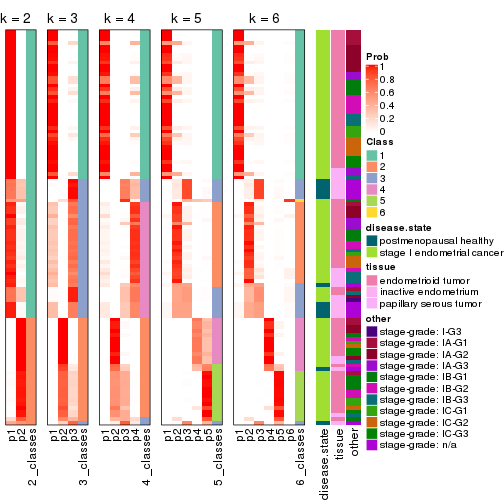 k = 2 k = 3 k = 4 k = 5 k = 6
Prob
1
0.8
0.6
0.4
0.2
0
Class
1
2
3
4
5
6
disease.state
postmenopausal healthy
stage I endometrial cancer
tissue
endometrioid tumor
inactive endometrium
papillary serous tumor
other
stage-grade: I-G3
stage-grade: IA-G1
stage-grade: IA-G2
stage-grade: IA-G3
stage-grade: IB-G1
stage-grade: IB-G2
stage-grade: IB-G3
stage-grade: IC-G1
stage-grade: IC-G2
stage-grade: IC-G3
stage-grade: n/a
p1
p2
2_classes
p1
p2
p3
3_classes
p1
p2
p3
p4
4_classes
p1
p2
p3
p4
p5
5_classes
p1
p2
p3
p4
p5
p6
6_classes
disease.state
tissue
other